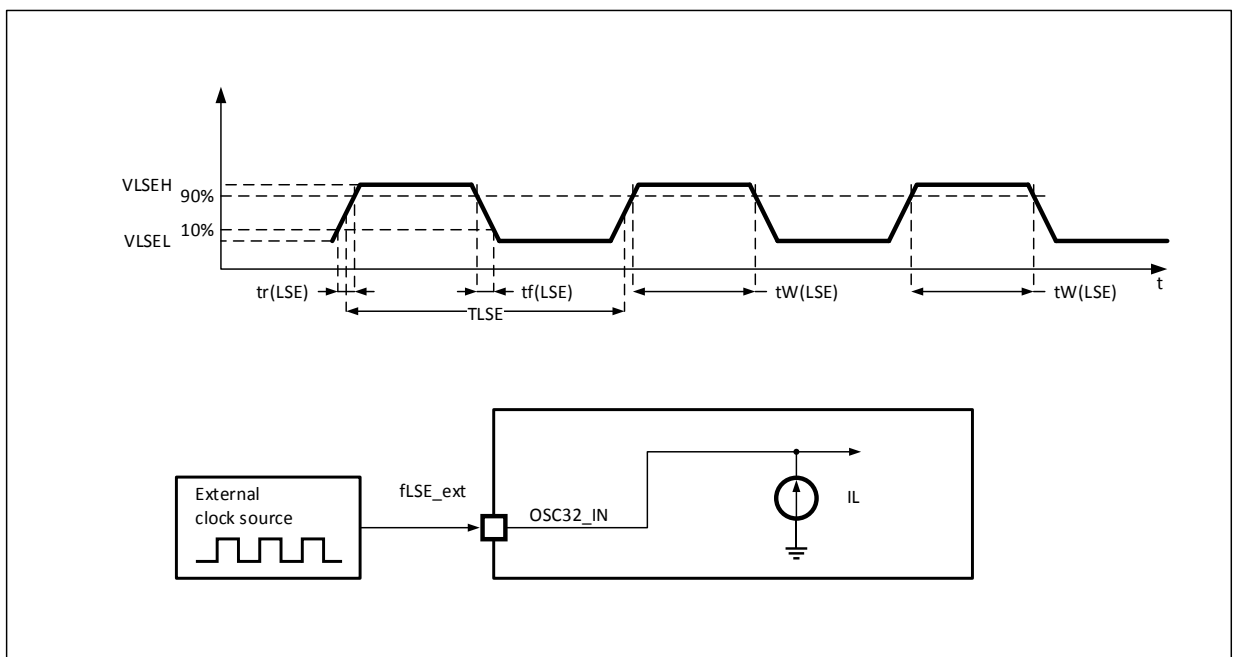 VLSEH
90%
10%
VLSEL
tr(LSE)
tf(LSE)
tW(LSE)
tW(LSE)
t
TLSE
External
clock source
fLSE_ext
OSC32_IN
IL